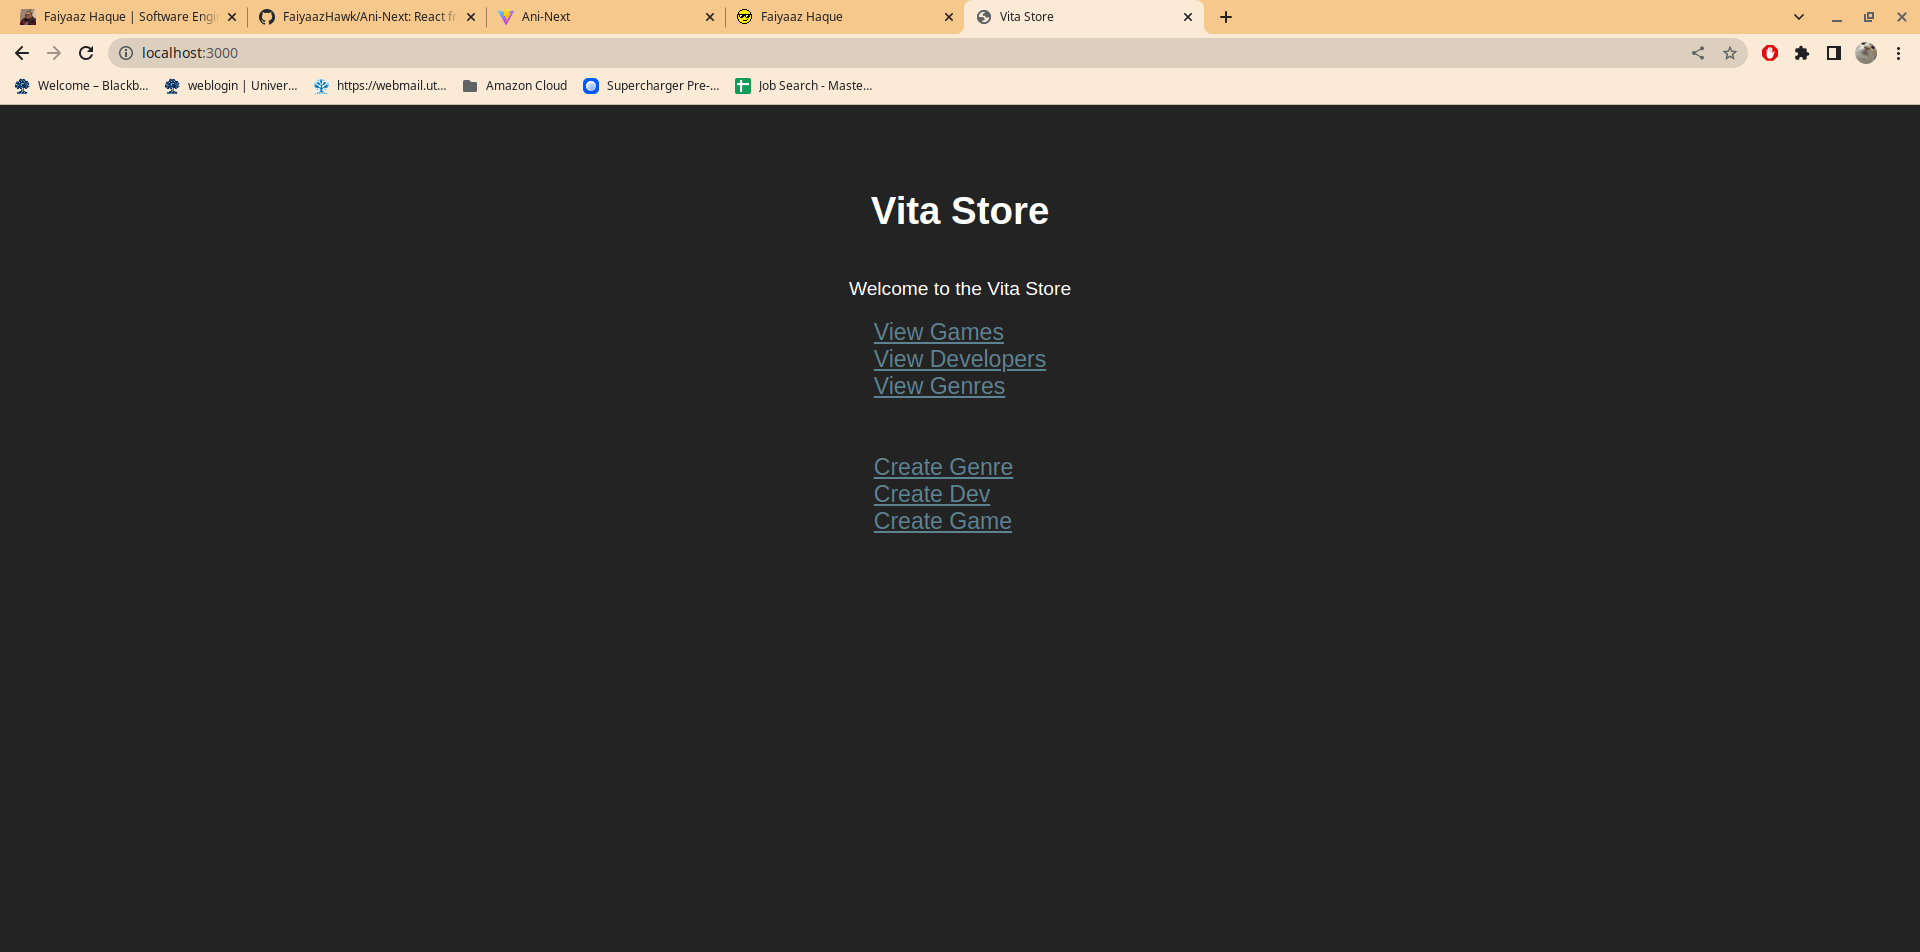 Faiyaaz Haque | Software Engi
FaiyaazHawk/Ani-Next: React fr
Ani-Next
Faiyaaz Haque
Vita Store
localhost:3000
Welcome – Blackb...
weblogin | Univer...
https://webmail.ut...
Amazon Cloud
Supercharger Pre-...
Job Search - Maste...
Vita Store
Welcome to the Vita Store
View Games
View Developers
View Genres
Create Genre
Create Dev
Create Game